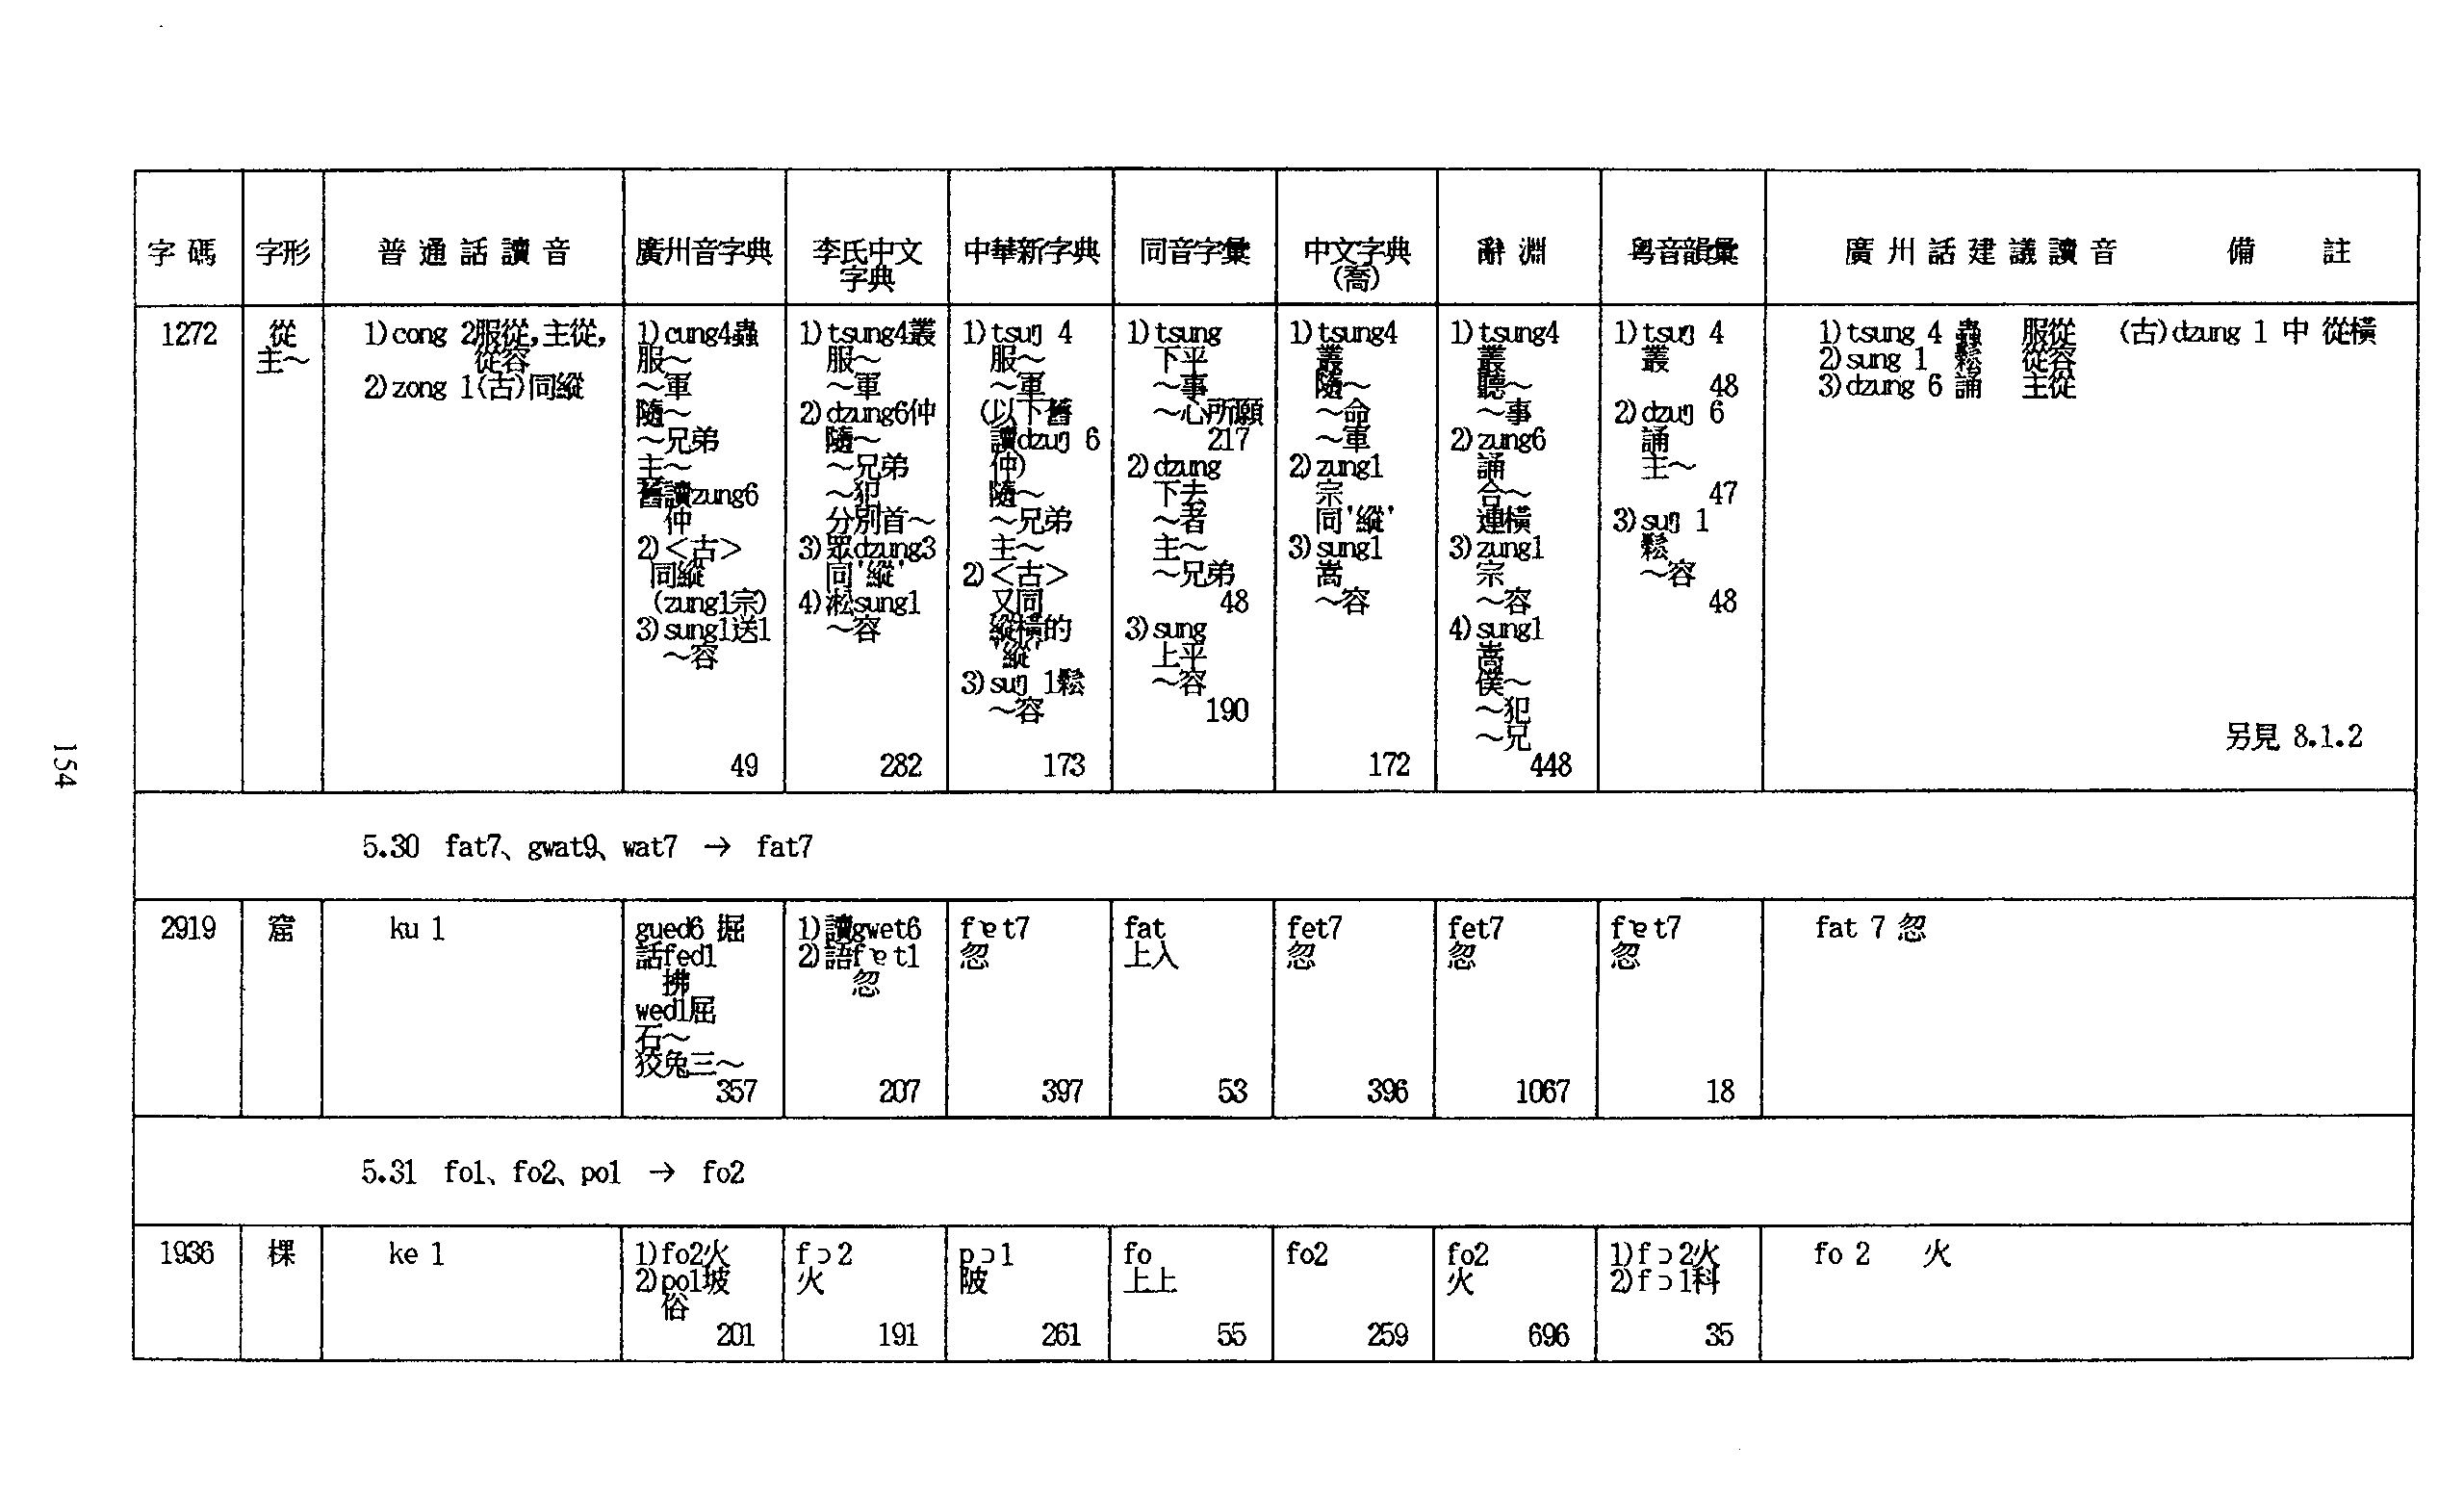 字碼 字形 普通話讀音 廣州音字典 李氏中文字典 中華新字典 同音字彙 中文字典(喬) 辭淵 粵音韻彙 廣州話建議讀音 備註
1272
從
主～
1)cong 2服從,主從,
從容
2)zong 1(古)同縱
1)cung4蟲
服～
～軍
隨～
～兄弟
主～
舊讀zung6
仲
2)＜古＞
同縱
(zung1宗)
3)sung1送1
～容
49
1)tsung4叢
服～
～軍
2)dzung6仲
隨～
～兄弟
～犯
分別首～
3)眾dzung3
同'縱'
4)淞sung1
～容
282
1)tsuŋ 4
服～
～軍
(以下舊
讀dzuŋ 6
仲)
隨～
～兄弟
主～
2)＜古＞
又同
縱橫的
'縱'
3)suŋ 1鬆
～容
173
1)tsung
下平
～事
～心所願
217
2)dzung
下去
～者
主～
～兄弟
48
3)sung
上平
～容
190
1)tsung4
叢
隨～
～命
～軍
2)zung1
宗
同'縱'
3)sung1
嵩
～容
172
1)tsung4
叢
聽～
～事
2)zung6
誦
合～
連橫
3)zung1
宗
～容
4)sung1
嵩
僕～
～犯
～兄
448
1)tsuŋ 4
叢
48
2)dzuŋ 6
誦
主～
47
3)suŋ 1
鬆
～容
48
1)tsung 4 蟲 服從 (古)dzung 1 中 從橫
2)sung 1 鬆 從容
3)dzung 6 誦 主從
另見 8.1.2
5.30 fat7、gwat9、wat7 → fat7
2919
窟
ku 1
gued6 掘
話fed1
拂
wed1屈
石～
狡兔三～
357
1)讀gwet6
2)語fɐt1
忽
207
fɐt7
忽
397
fat
上入
53
fet7
忽
396
fet7
忽
1067
fɐt7
忽
18
fat 7 忽
5.31 fo1、fo2、po1 → fo2
1936
棵
ke 1
1)fo2火
2)po1坡
俗
201
fɔ2
火
191
pɔ1
陂
261
fo
上上
55
fo2
259
fo2
火
696
1)fɔ2火
2)fɔ1科
35
fo 2 火
154